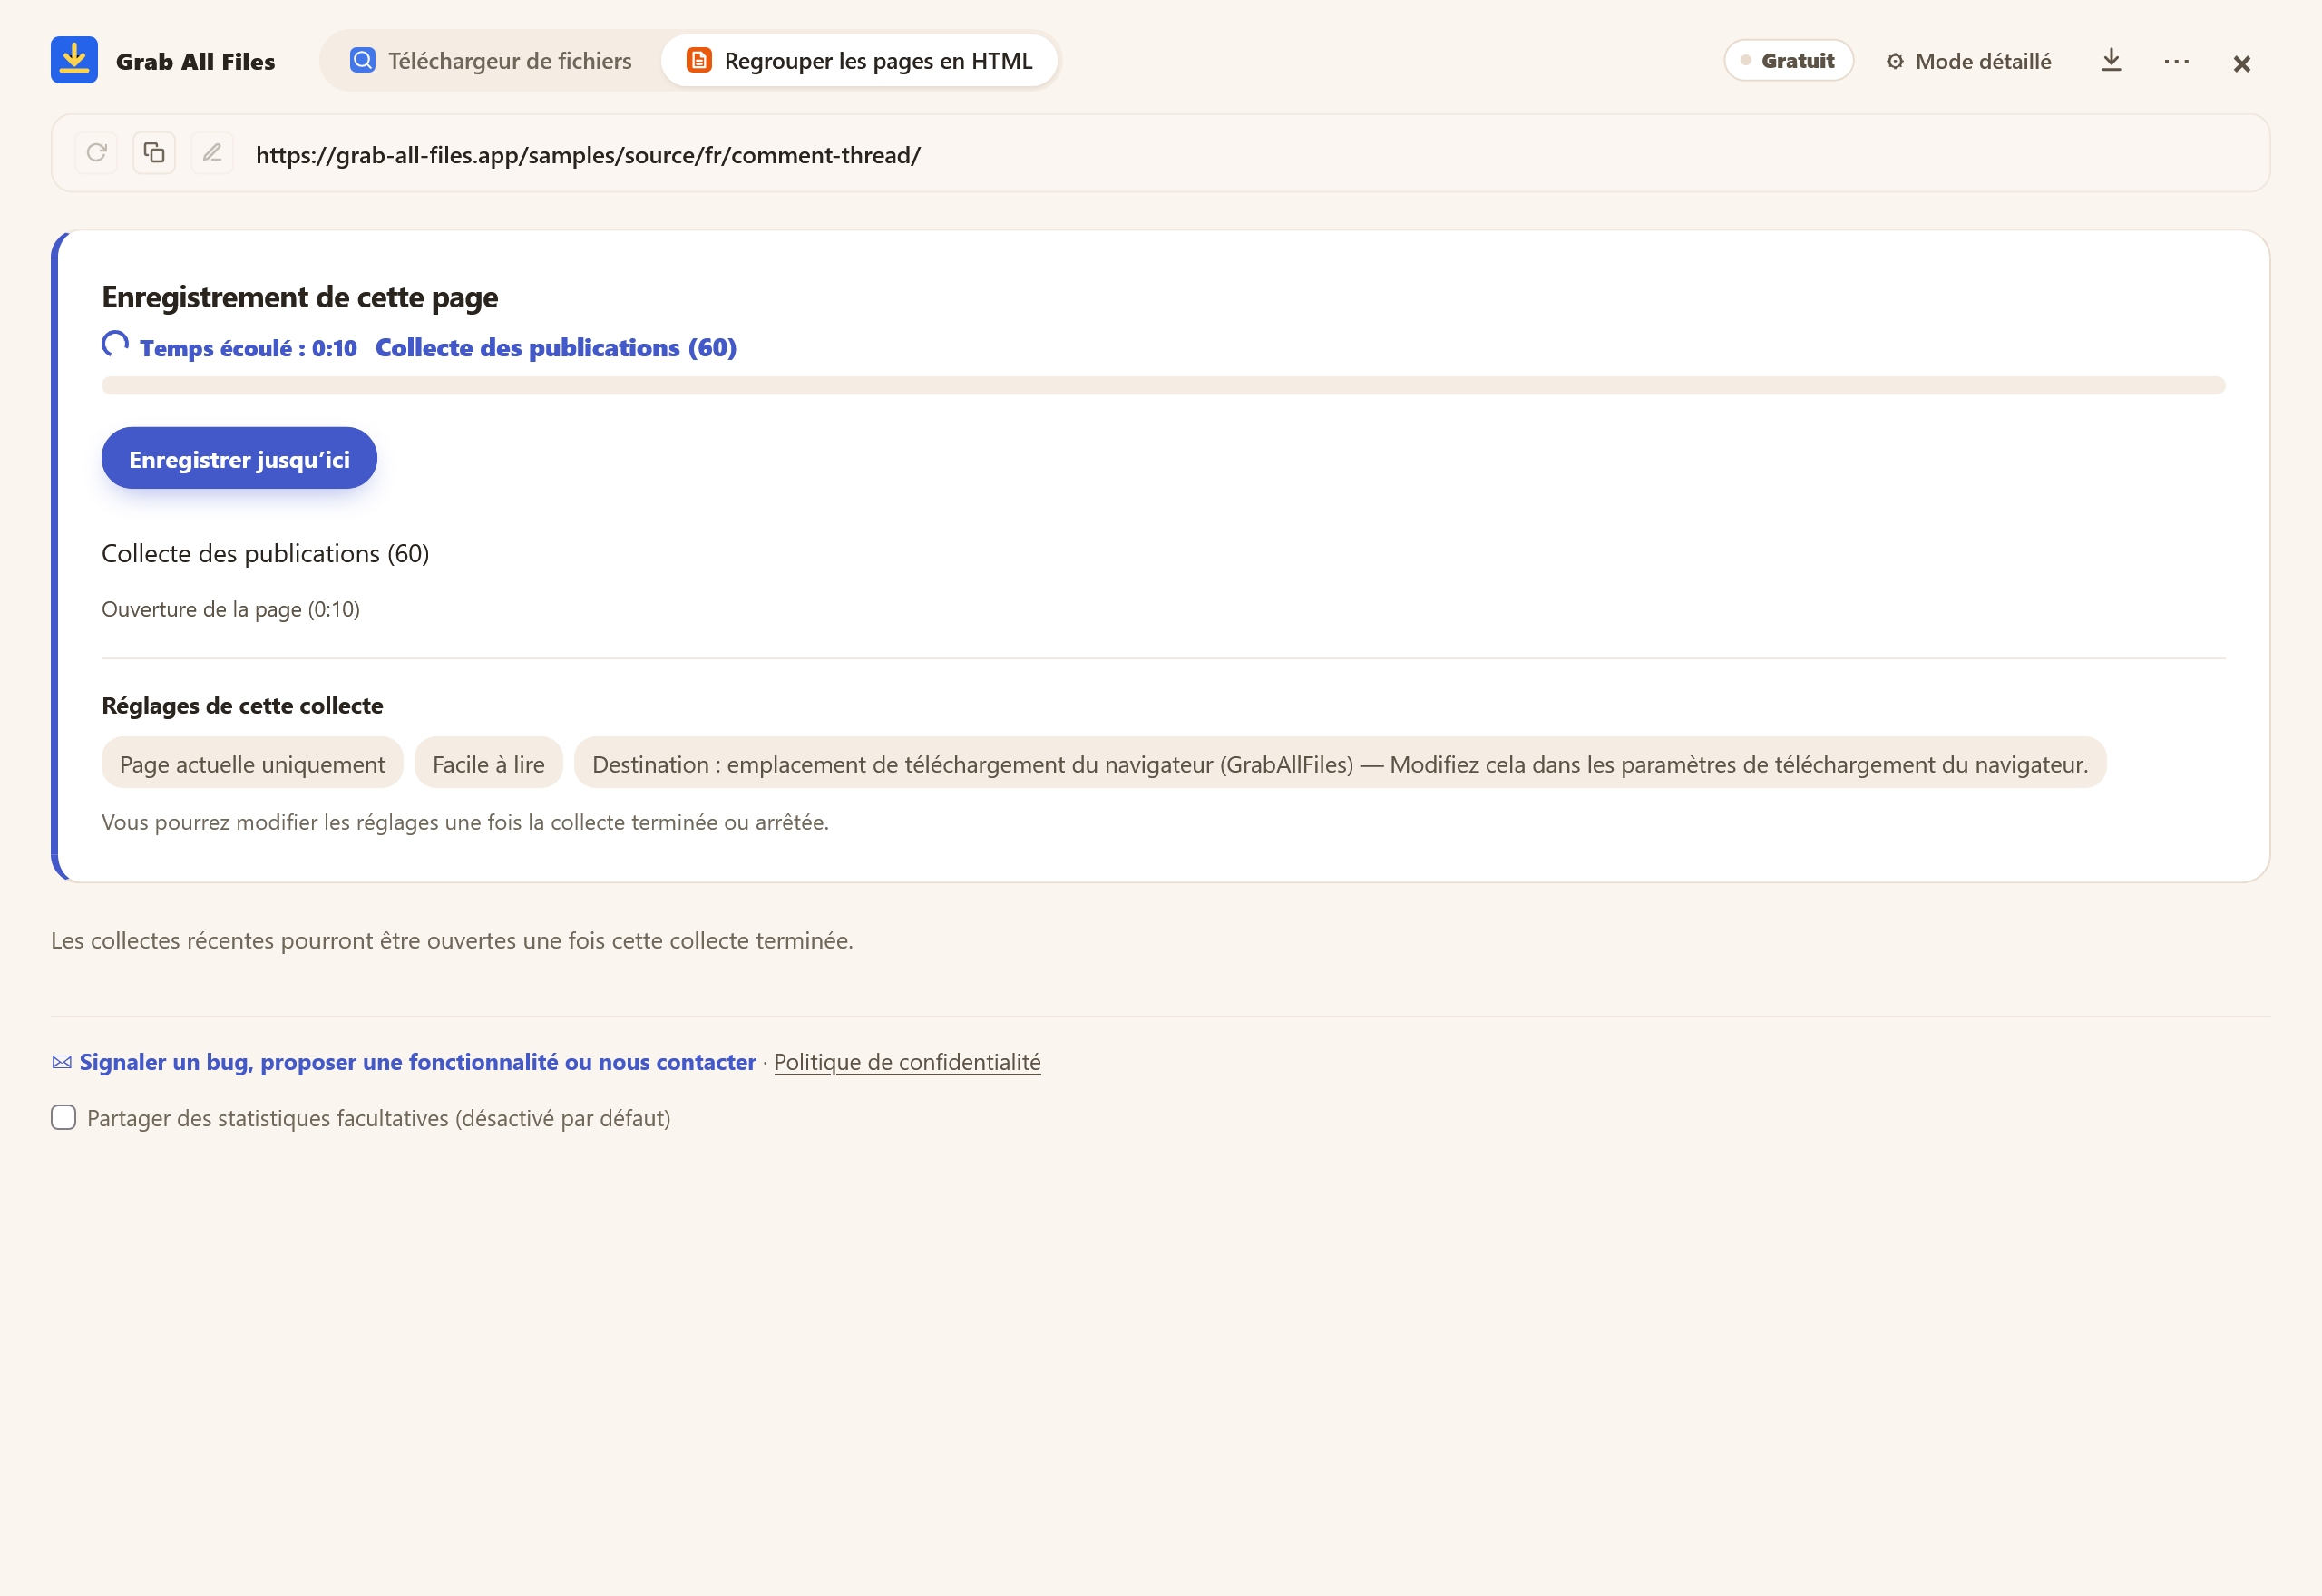 Grab All Files
Téléchargeur de fichiers
Regrouper les pages en HTML
Gratuit
Mode détaillé
https://grab-all-files.app/samples/source/fr/comment-thread/
Enregistrement de cette page
Temps écoulé : 0:10 Collecte des publications (60)
Enregistrer jusqu’ici
Collecte des publications (60)
Ouverture de la page (0:10)
Réglages de cette collecte
Page actuelle uniquement
Facile à lire
Destination : emplacement de téléchargement du navigateur (GrabAllFiles) — Modifiez cela dans les paramètres de téléchargement du navigateur.
Vous pourrez modifier les réglages une fois la collecte terminée ou arrêtée.
Les collectes récentes pourront être ouvertes une fois cette collecte terminée.
Signaler un bug, proposer une fonctionnalité ou nous contacter · Politique de confidentialité
Partager des statistiques facultatives (désactivé par défaut)